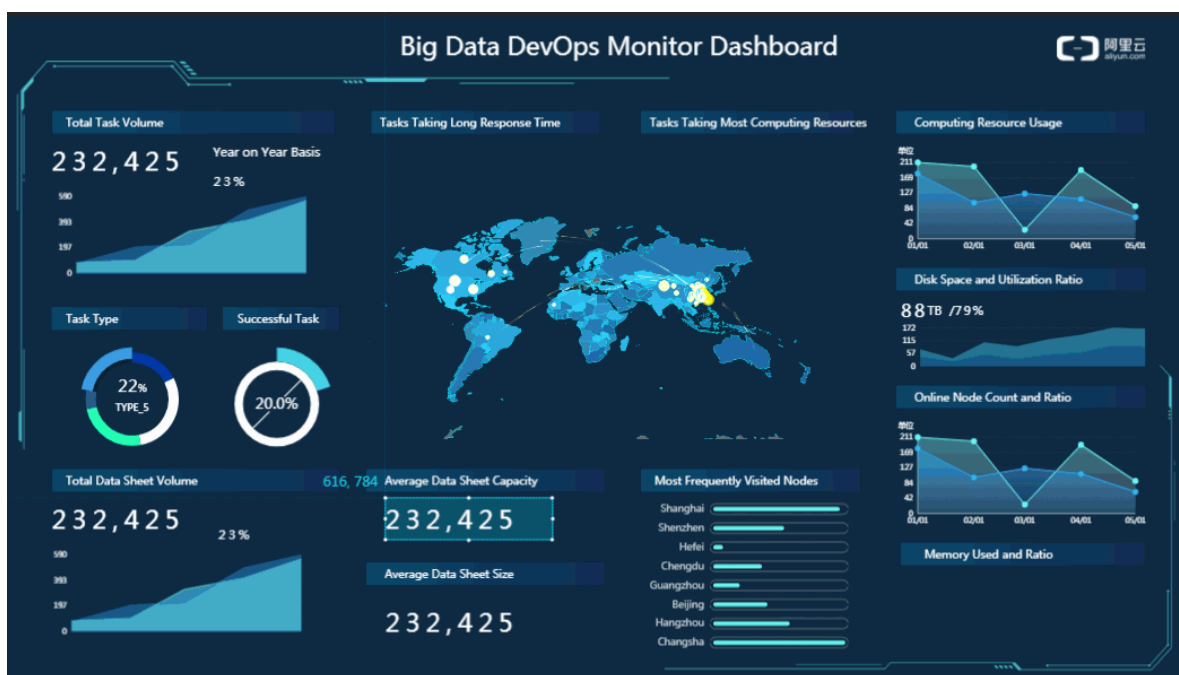 Big Data DevOps Monitor Dashboard
阿里云
aliyun.com
Total Task Volume
232,425
Year on Year Basis
23%
590
393
197
0
Task Type
22%
TYPE_5
Successful Task
20.0%
Total Data Sheet Volume
232,425
23%
590
393
197
0
Tasks Taking Long Response Time
Tasks Taking Most Computing Resources
616, 784
Average Data Sheet Capacity
232,425
Average Data Sheet Size
232,425
Most Frequently Visited Nodes
Shanghai
Shenzhen
Hefei
Chengdu
Guangzhou
Beijing
Hangzhou
Changsha
Computing Resource Usage
单位
211
169
127
84
42
0
01/01 02/01 03/01 04/01 05/01
Disk Space and Utilization Ratio
88TB /79%
172
115
57
0
Online Node Count and Ratio
单位
211
169
127
84
42
0
01/01 02/01 03/01 04/01 05/01
Memory Used and Ratio